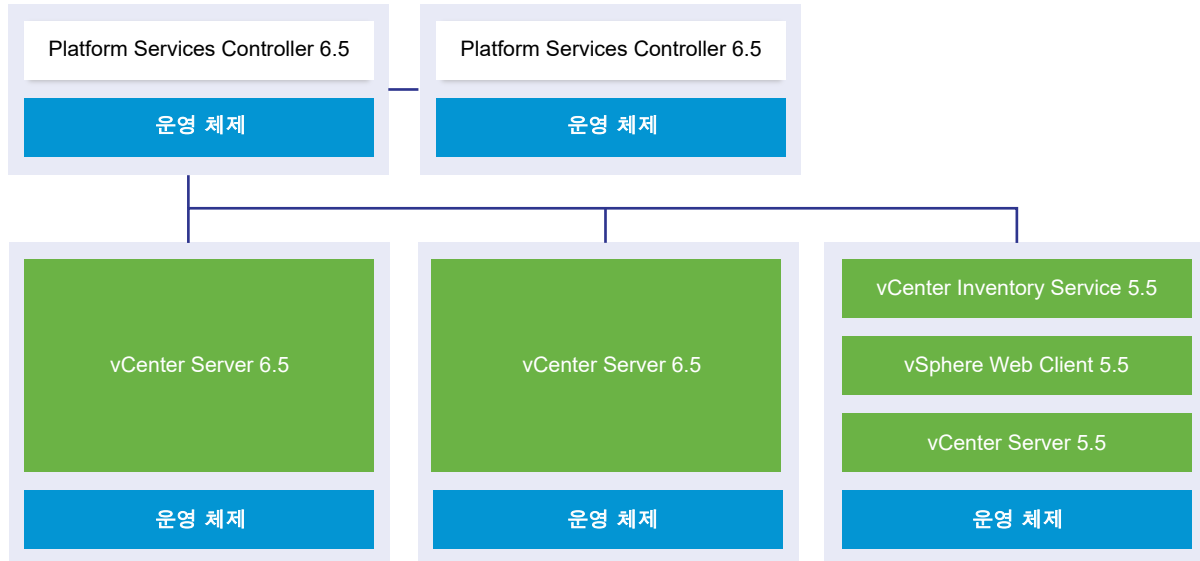 Platform Services Controller 6.5
Platform Services Controller 6.5
운영 체제
운영 체제
vCenter Server 6.5
vCenter Server 6.5
vCenter Inventory Service 5.5
vSphere Web Client 5.5
vCenter Server 5.5
운영 체제
운영 체제
운영 체제